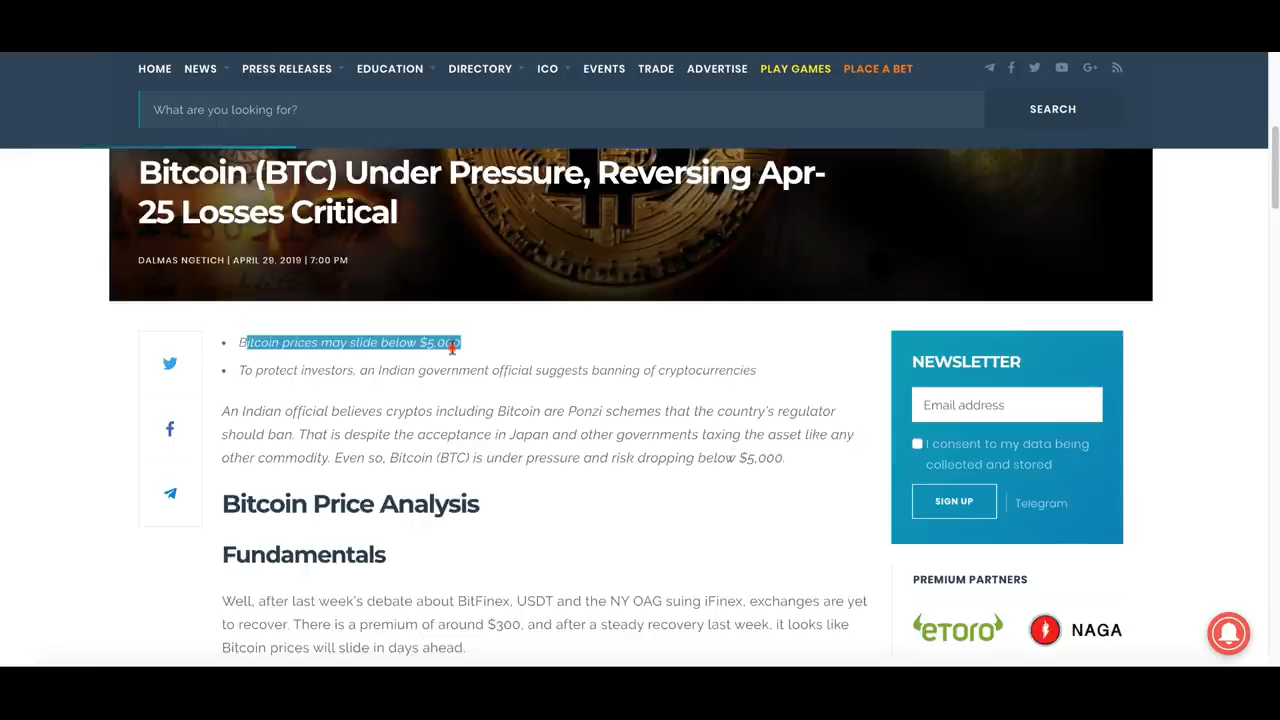 HOME NEWS PRESS RELEASES EDUCATION DIRECTORY ICO EVENTS TRADE ADVERTISE PLAY GAMES PLACE A BET
What are you looking for?
SEARCH
Bitcoin (BTC) Under Pressure, Reversing Apr-
25 Losses Critical
DALMAS NGETICH | APRIL 29, 2019 | 7:00 PM
Bitcoin prices may slide below $5,000
To protect investors, an Indian government official suggests banning of cryptocurrencies
An Indian official believes cryptos including Bitcoin are Ponzi schemes that the country's regulator
should ban. That is despite the acceptance in Japan and other governments taxing the asset like any
other commodity. Even so, Bitcoin (BTC) is under pressure and risk dropping below $5,000.
Bitcoin Price Analysis
Fundamentals
Well, after last week's debate about BitFinex, USDT and the NY OAG suing iFinex, exchanges are yet
to recover. There is a premium of around $300, and after a steady recovery last week, it looks like
Bitcoin prices will slide in days ahead.
NEWSLETTER
Email address
I consent to my data being
collected and stored
SIGN UP
Telegram
PREMIUM PARTNERS
eToro
NAGA